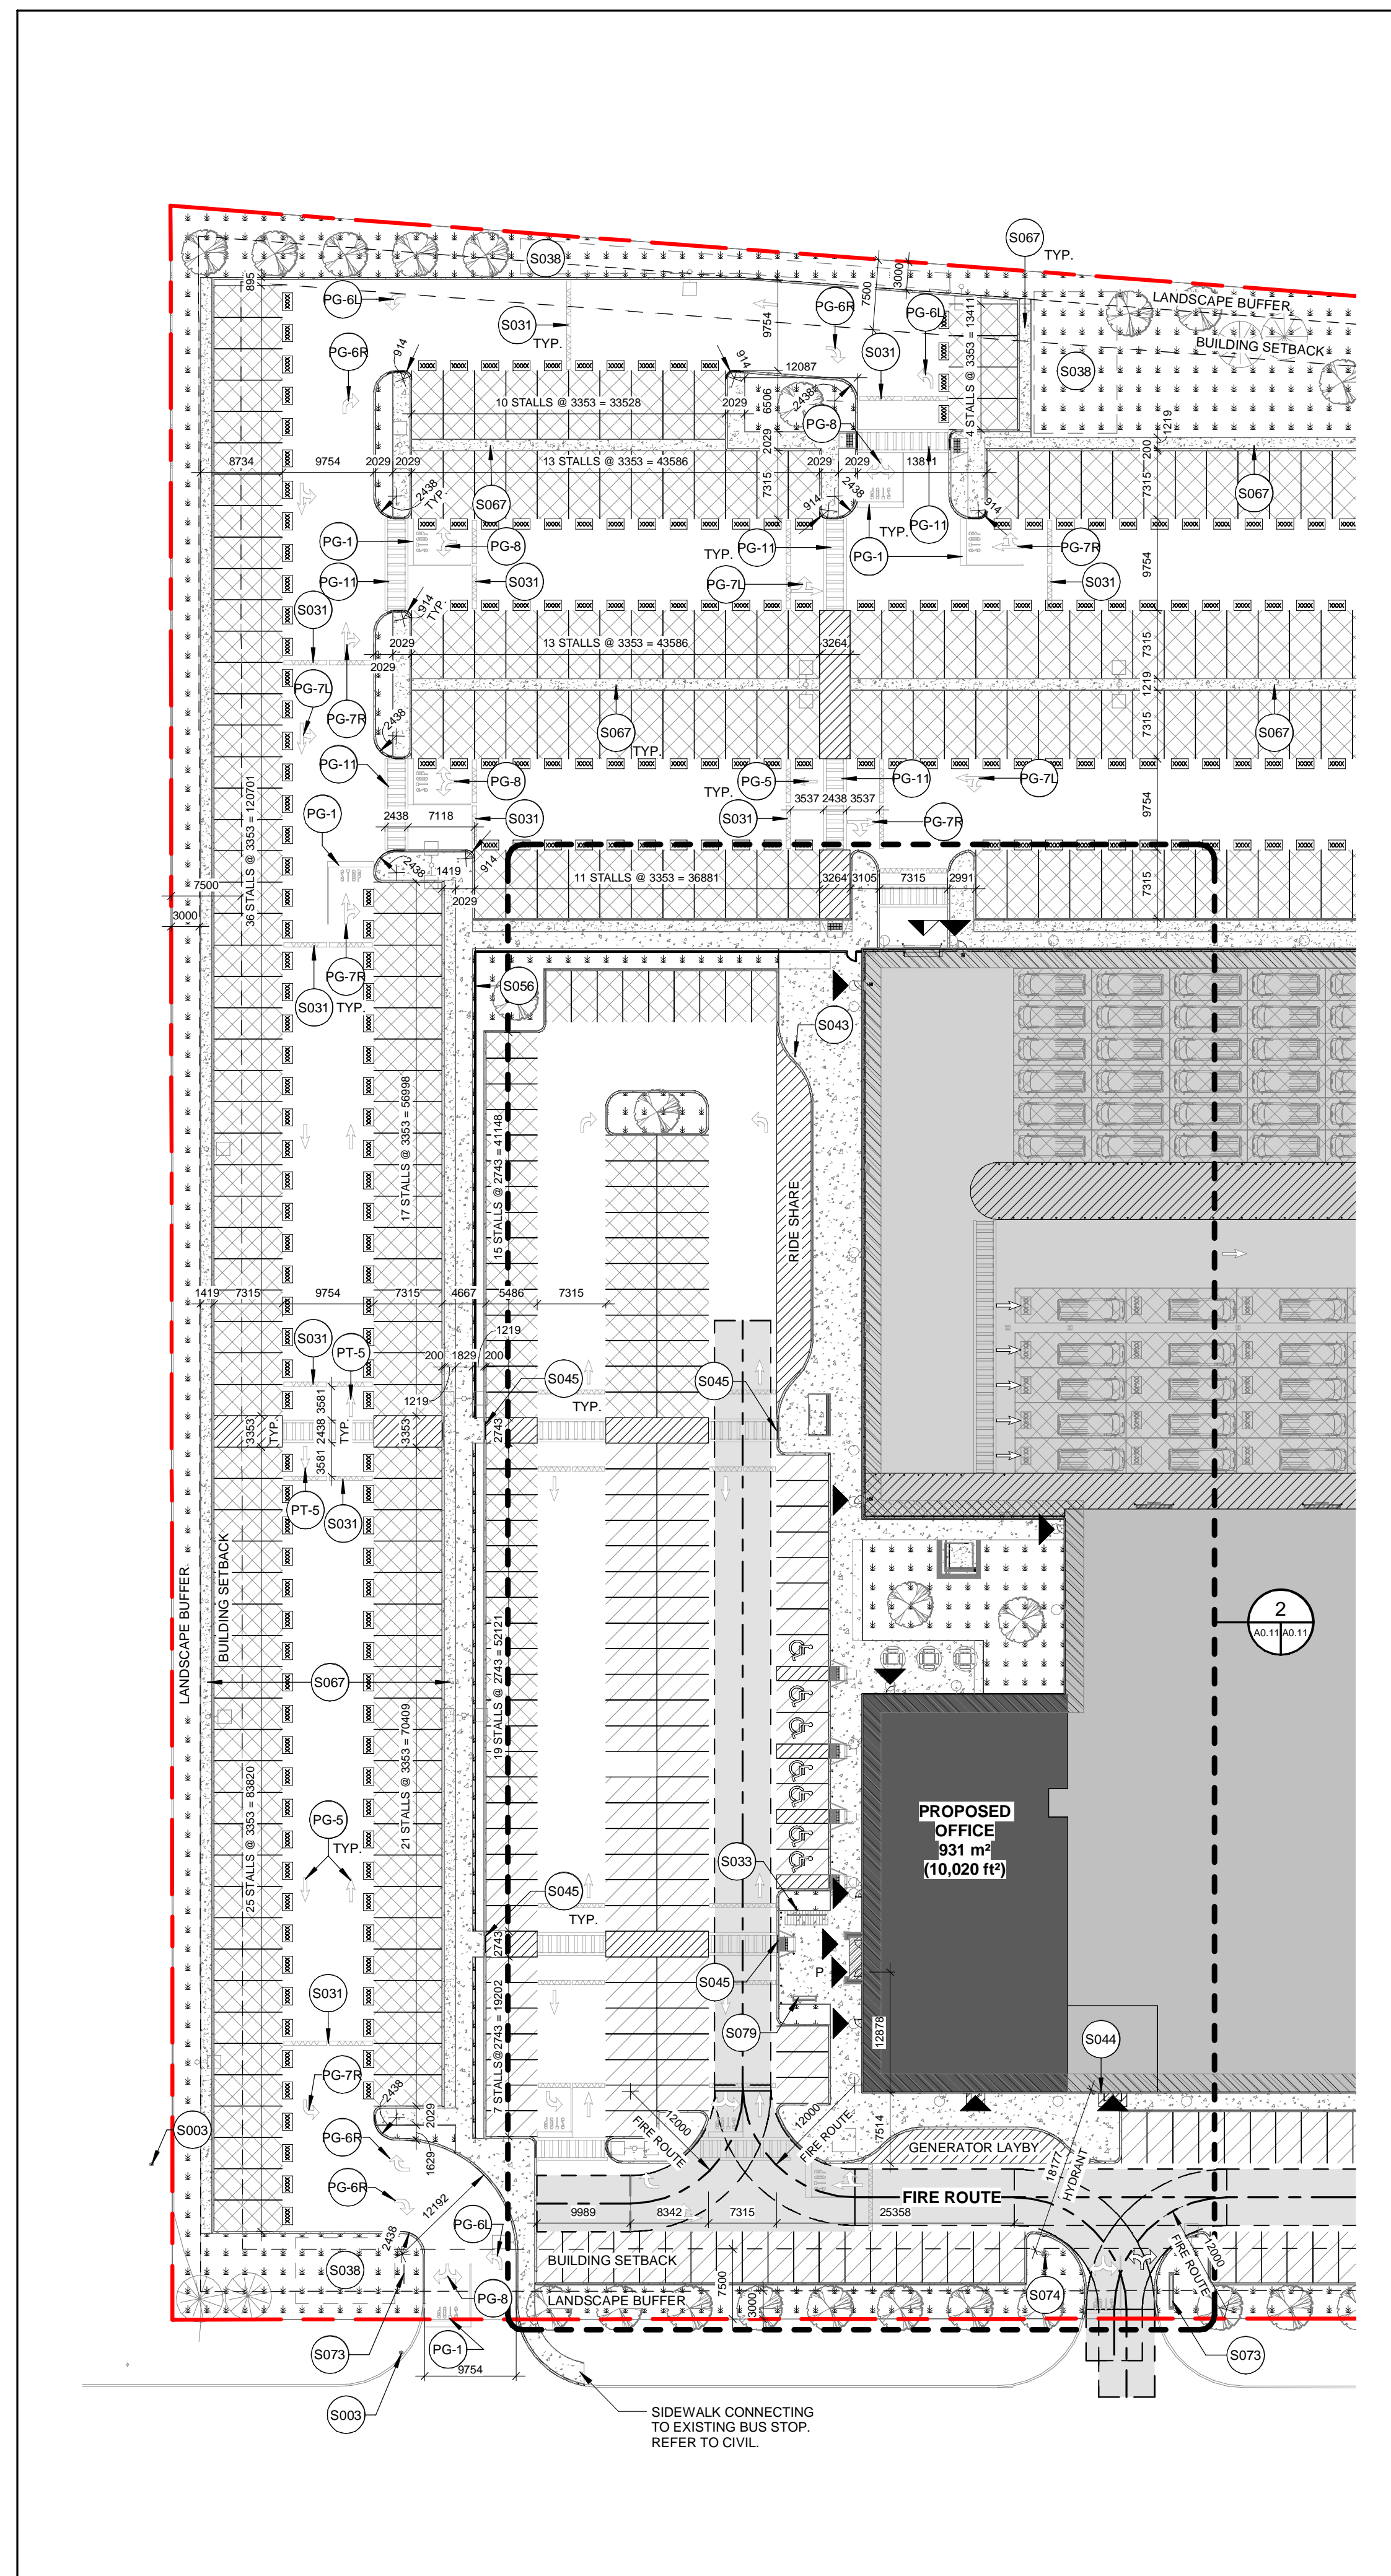 S067
TYP.
S038
3000
7500
895
PG-6L
PG-6R
PG-6L
LANDSCAPE BUFFER
BUILDING SETBACK
S031
TYP.
9754
PG-6R
914
914
S031
S038
12087
4 STALLS @ 3353 = 13411
10 STALLS @ 3353 = 33528
2029
6506
2438
PG-8
1219
200
8734
9754
2029
2029
13 STALLS @ 3353 = 43586
2029
2029
2029
13811
2438
TYP.
S067
7315
914
2438
914
7315
S067
PG-1
PG-8
TYP.
PG-11
TYP.
PG-1
PG-11
PG-7R
9754
PG-11
S031
PG-7L
S031
S031
914
TYP.
2029
2029
13 STALLS @ 3353 = 43586
3264
7315
PG-7L
PG-7R
2438
S067
TYP.
1219
7315
S067
PG-11
PG-8
PG-5
TYP.
PG-11
PG-7L
36 STALLS @ 3353 = 120701
PG-1
2438
7118
S031
S031
3537
2438
3537
PG-7R
9754
STOP
2438
1419
914
2029
11 STALLS @ 3353 = 36881
3264
3105
7315
2991
7315
7500
3000
S031
PG-7R
TYP.
S056
S043
17 STALLS @ 3353 = 56998
15 STALLS @ 2743 = 41148
RIDE SHARE
1419
7315
9754
7315
4667
5486
7315
S031
PT-5
1219
200
1829
200
S045
TYP.
S045
1219
3353
TYP.
3581
2438
3581
TYP.
3353
2743
PT-5
S031
LANDSCAPE BUFFER.
BUILDING SETBACK
2
A0.11
A0.11
S067
19 STALLS @ 2743 = 52121
21 STALLS @ 3353 = 70409
25 STALLS @ 3353 = 83820
PG-5
TYP.
PROPOSED
OFFICE
931 m²
(10,020 ft²)
S033
S045
TYP.
2743
S045
P.
S031
S079
12878
S044
7 STALLS@2743 = 19202
PG-7R
2438
2029
S003
PG-6R
1629
12000
FIRE ROUTE
12000
FIRE ROUTE
7514
GENERATOR LAYBY
18177
HYDRANT
PG-6R
12192
FIRE ROUTE
PG-6L
9989
8342
7315
25358
2438
S038
BUILDING SETBACK
7500
12000
FIRE ROUTE
PG-8
LANDSCAPE BUFFER
3000
S074
S073
PG-1
9754
S073
S003
SIDEWALK CONNECTING
TO EXISTING BUS STOP.
REFER TO CIVIL.